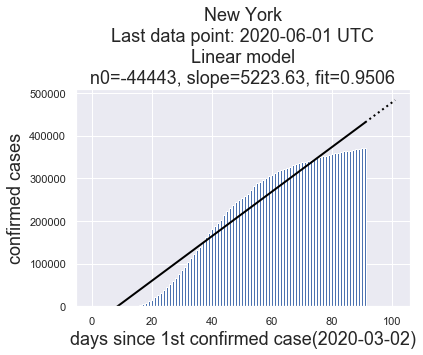 New York
Last data point: 2020-06-01 UTC
Linear model
n0=-44443, slope=5223.63, fit=0.9506
500000
400000
300000
200000
100000
0
confirmed cases
0 20 40 60 80 100
days since 1st confirmed case(2020-03-02)